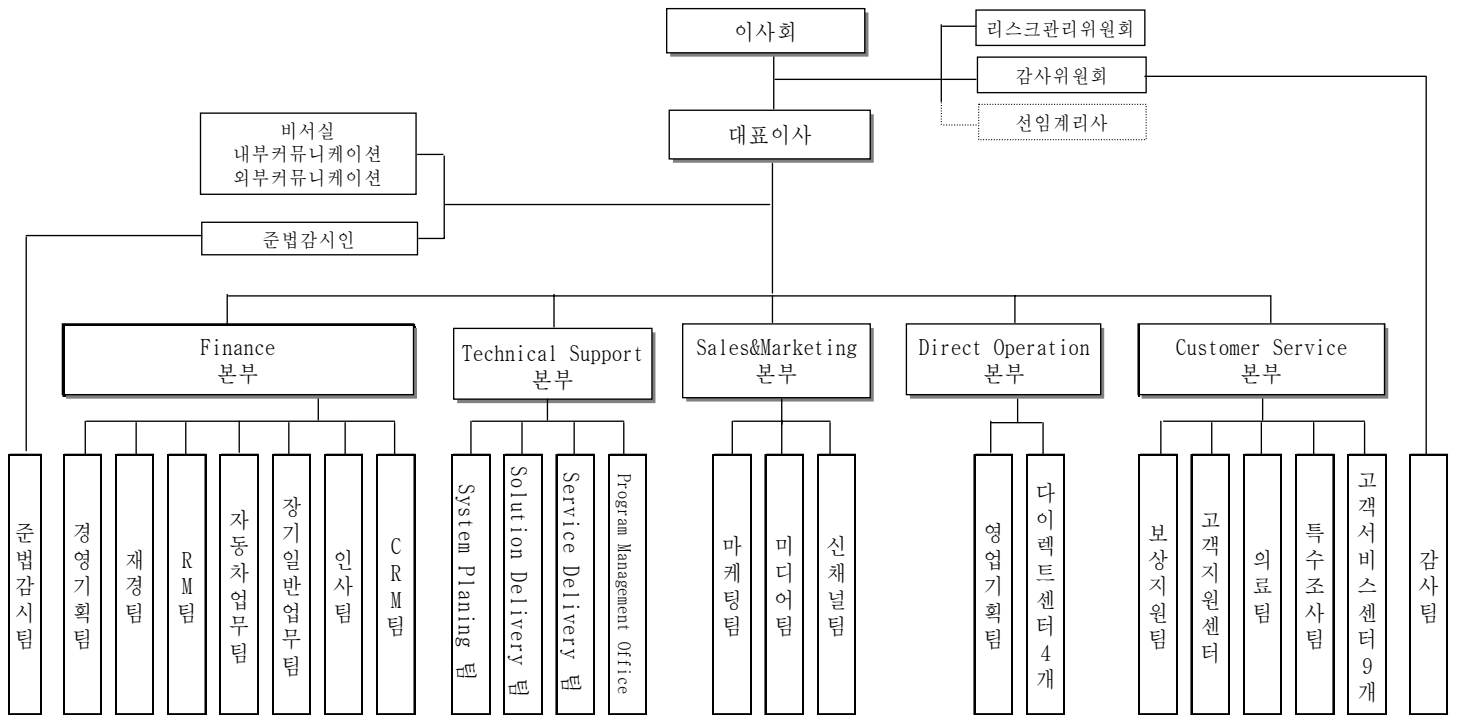 이사회
리스크관리위원회
감사위원회
선임계리사
대표이사
비서실
내부커뮤니케이션
외부커뮤니케이션
준법감시인
Finance
본부
Technical Support
본부
Sales&Marketing
본부
Direct Operation
본부
Customer Service
본부
준법감시팀
경영기획팀
재경팀
RM팀
자동차업무팀
장기일반업무팀
인사팀
CRM팀
System Planing 팀
Solution Delivery 팀
Service Delivery 팀
Program Management Office
마케팅팀
미디어팀
신채널팀
영업기획팀
다이렉트센터4개
보상지원팀
고객지원센터
의료팀
특수조사팀
고객서비스센터9개
감사팀